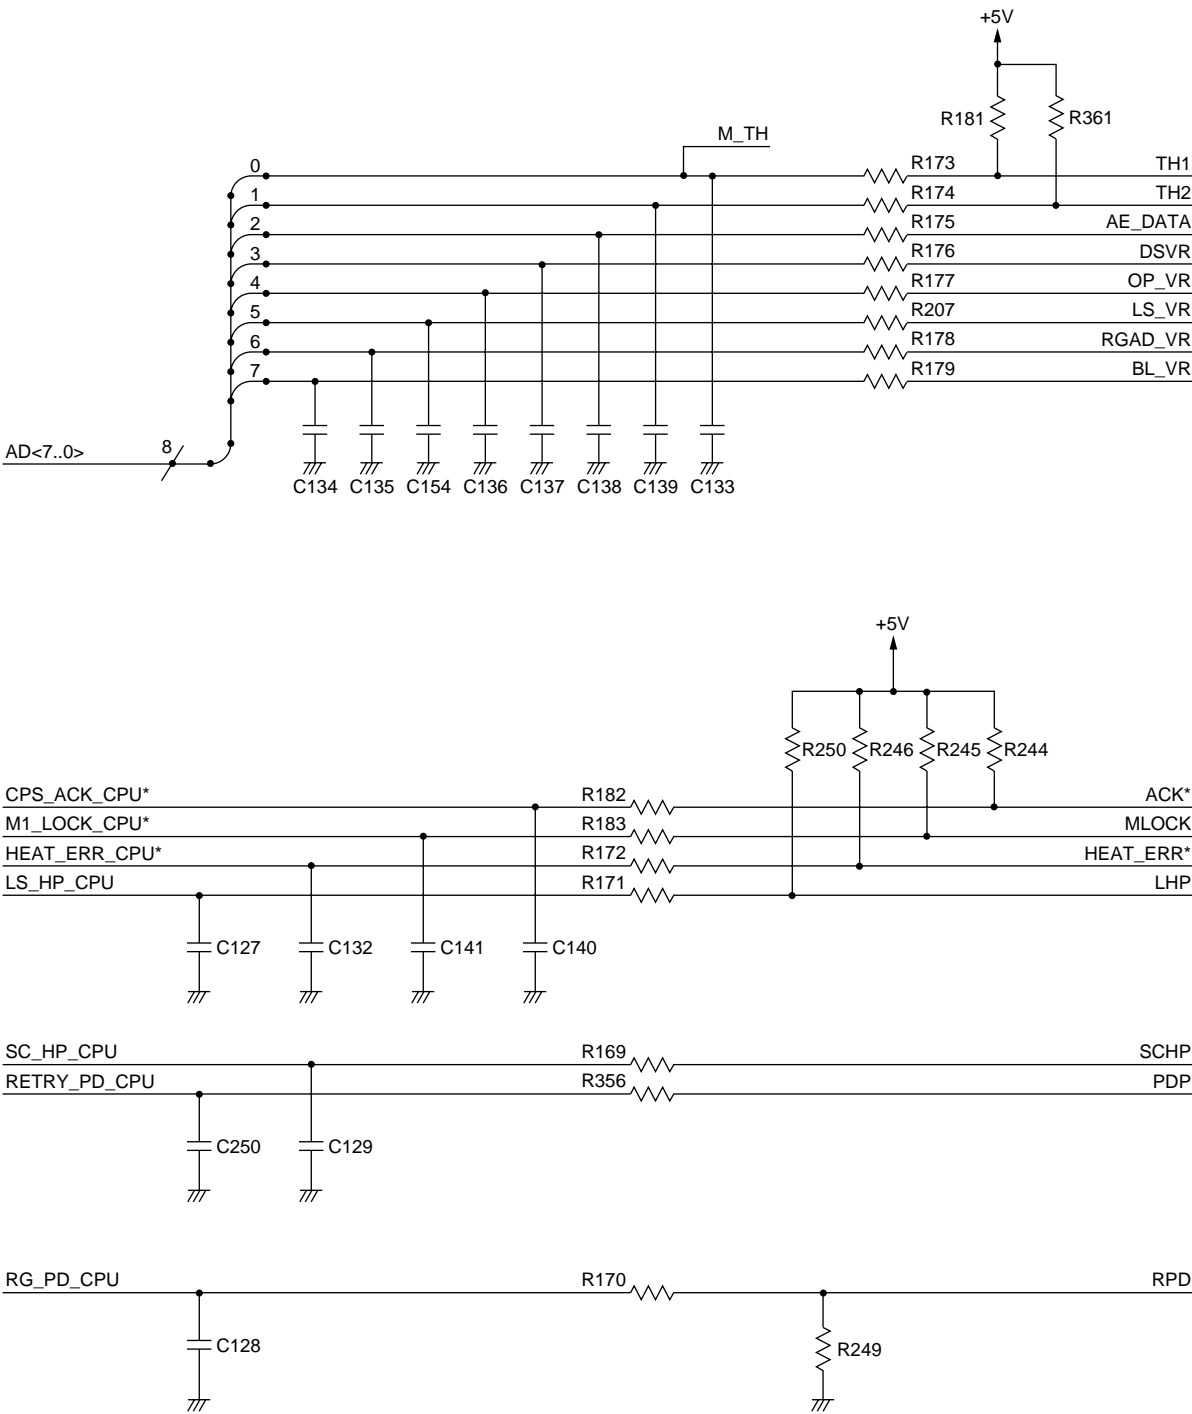 +5V
R181 R361
M_TH
0 R173 TH1
1 R174 TH2
2 R175 AE_DATA
3 R176 DSVR
4 R177 OP_VR
5 R207 LS_VR
6 R178 RGAD_VR
7 R179 BL_VR
AD<7..0> 8
C134 C135 C154 C136 C137 C138 C139 C133
+5V
R250 R246 R245 R244
CPS_ACK_CPU* R182 ACK*
M1_LOCK_CPU* R183 MLOCK
HEAT_ERR_CPU* R172 HEAT_ERR*
LS_HP_CPU R171 LHP
C127 C132 C141 C140
SC_HP_CPU R169 SCHP
RETRY_PD_CPU R356 PDP
C250 C129
RG_PD_CPU R170 RPD
C128 R249